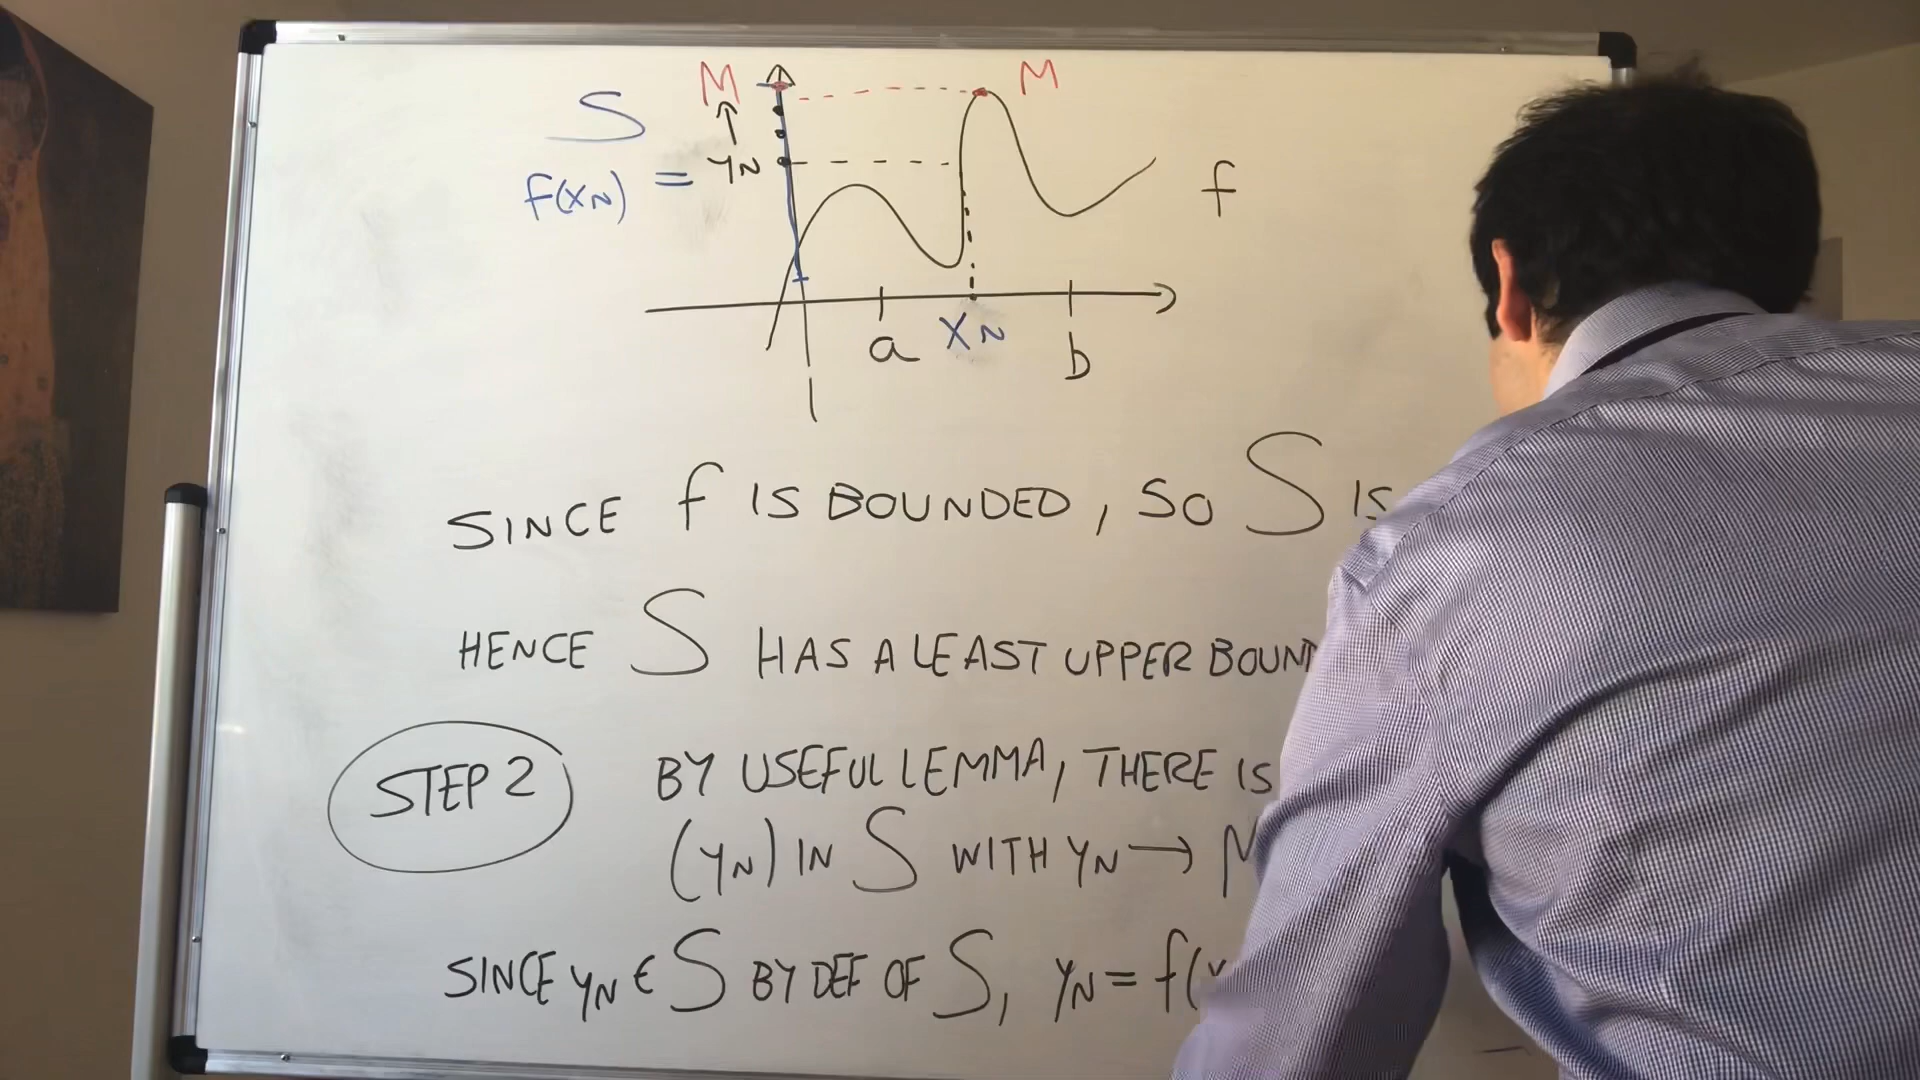 M M
S
yN
f(xN) =
f
a xN b
SINCE f IS BOUNDED, SO S IS
HENCE S HAS A LEAST UPPER BOUND
STEP 2 BY USEFUL LEMMA, THERE IS
(yN) IN S WITH yN → M
SINCE yN ∈ S BY DEF OF S, yN = f(x